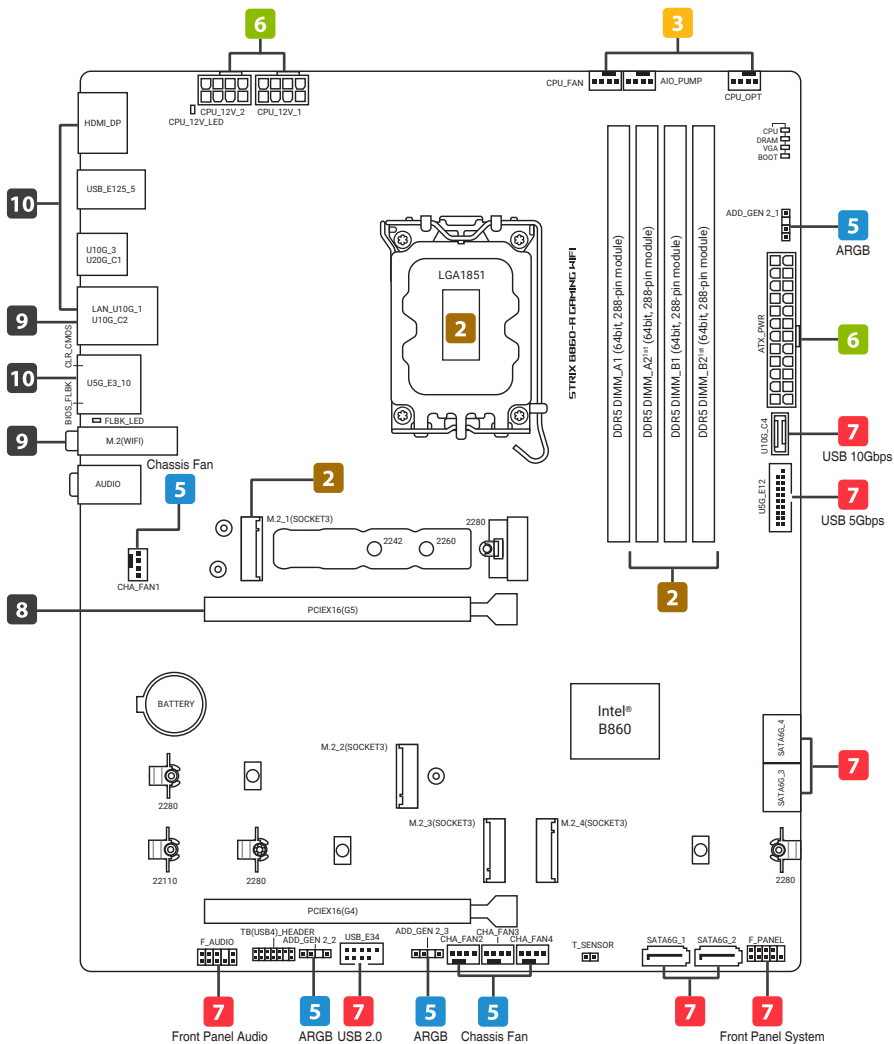 6
3
CPU_FAN
AIO_PUMP
CPU_OPT
CPU_12V_2
CPU_12V_1
CPU_12V_LED
HDMI_DP
CPU
DRAM
VGA
BOOT
USB_E125_5
10
ADD_GEN 2_1
5
ARGB
U10G_3
U20G_C1
LGA1851
2
STRIX B860-A GAMING WIFI
DDR5 DIMM_A1 (64bit, 288-pin module)
DDR5 DIMM_A2¹ˢᵗ (64bit, 288-pin module)
DDR5 DIMM_B1 (64bit, 288-pin module)
DDR5 DIMM_B2¹ˢᵗ (64bit, 288-pin module)
ATX_PWR
6
LAN_U10G_1
U10G_C2
9
CLR_CMOS
10
U5G_E3_10
BIOS_FLBK
FLBK_LED
9
M.2(WIFI)
U10G_C4
7
USB 10Gbps
Chassis Fan
5
AUDIO
2
U5G_E12
7
USB 5Gbps
M.2_1(SOCKET3)
2280
2242
2260
CHA_FAN1
2
8
PCIEX16(G5)
BATTERY
Intel®
B860
SATA6G_4
SATA6G_3
7
M.2_2(SOCKET3)
2280
M.2_3(SOCKET3)
M.2_4(SOCKET3)
22110
2280
2280
PCIEX16(G4)
F_AUDIO
TB(USB4)_HEADER
ADD_GEN 2_2
USB_E34
ADD_GEN 2_3
CHA_FAN2
CHA_FAN3
CHA_FAN4
T_SENSOR
SATA6G_1
SATA6G_2
F_PANEL
7
5
7
5
5
7
7
Front Panel Audio
ARGB
USB 2.0
ARGB
Chassis Fan
Front Panel System